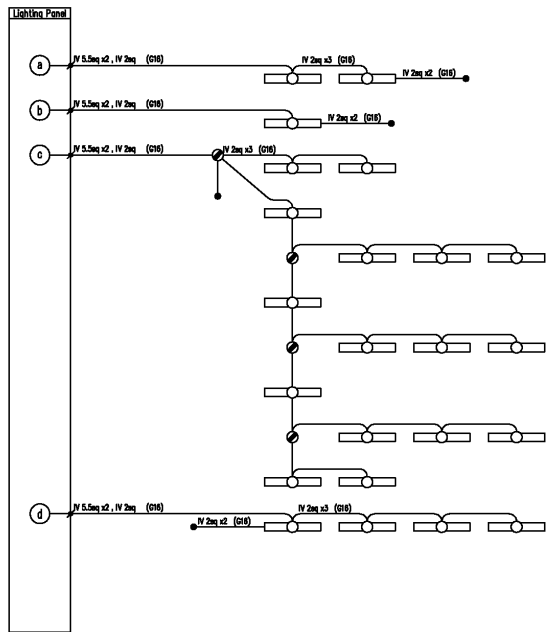 Lighting Panel
a
IV 5.5sq x2 , IV 2sq (G16)
IV 2sq x3 (G16)
IV 2sq x2 (G16)
b
IV 5.5sq x2 , IV 2sq (G16)
IV 2sq x2 (G16)
c
IV 5.5sq x2 , IV 2sq (G16)
IV 2sq x3 (G16)
d
IV 5.5sq x2 , IV 2sq (G16)
IV 2sq x3 (G16)
IV 2sq x2 (G16)